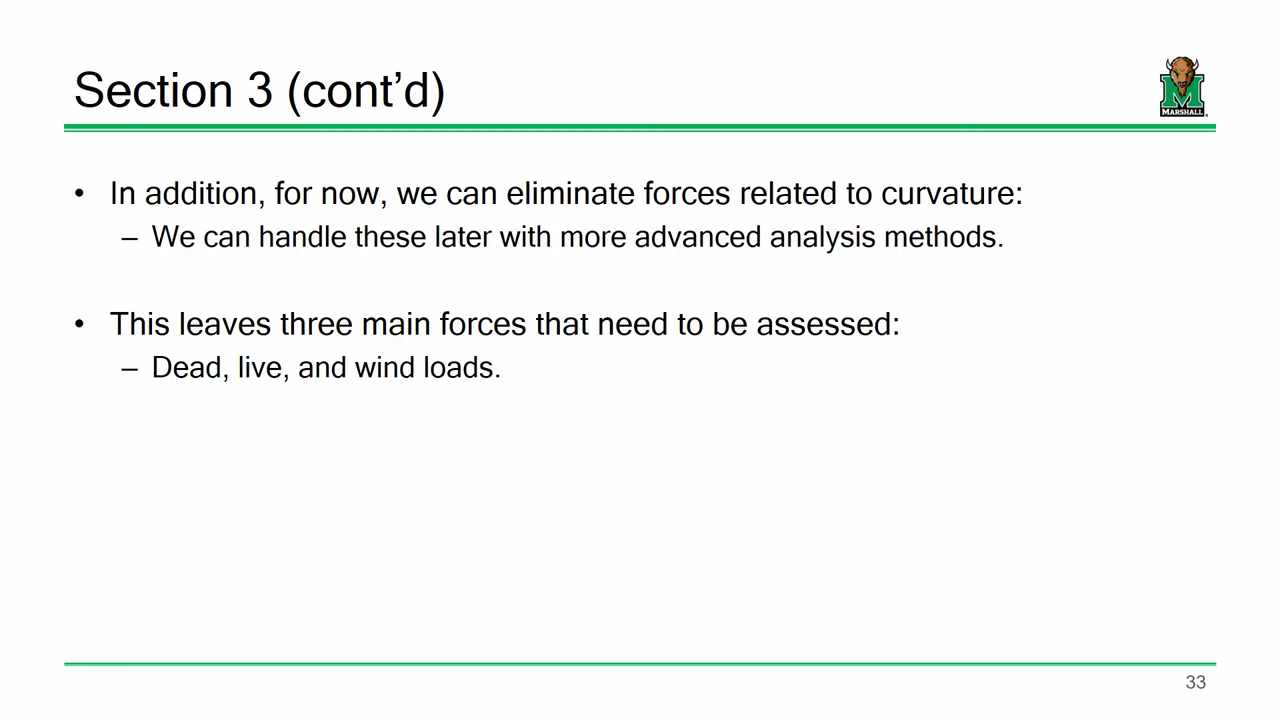 Section 3 (cont’d)
MARSHALL
• In addition, for now, we can eliminate forces related to curvature:
– We can handle these later with more advanced analysis methods.
• This leaves three main forces that need to be assessed:
– Dead, live, and wind loads.
33